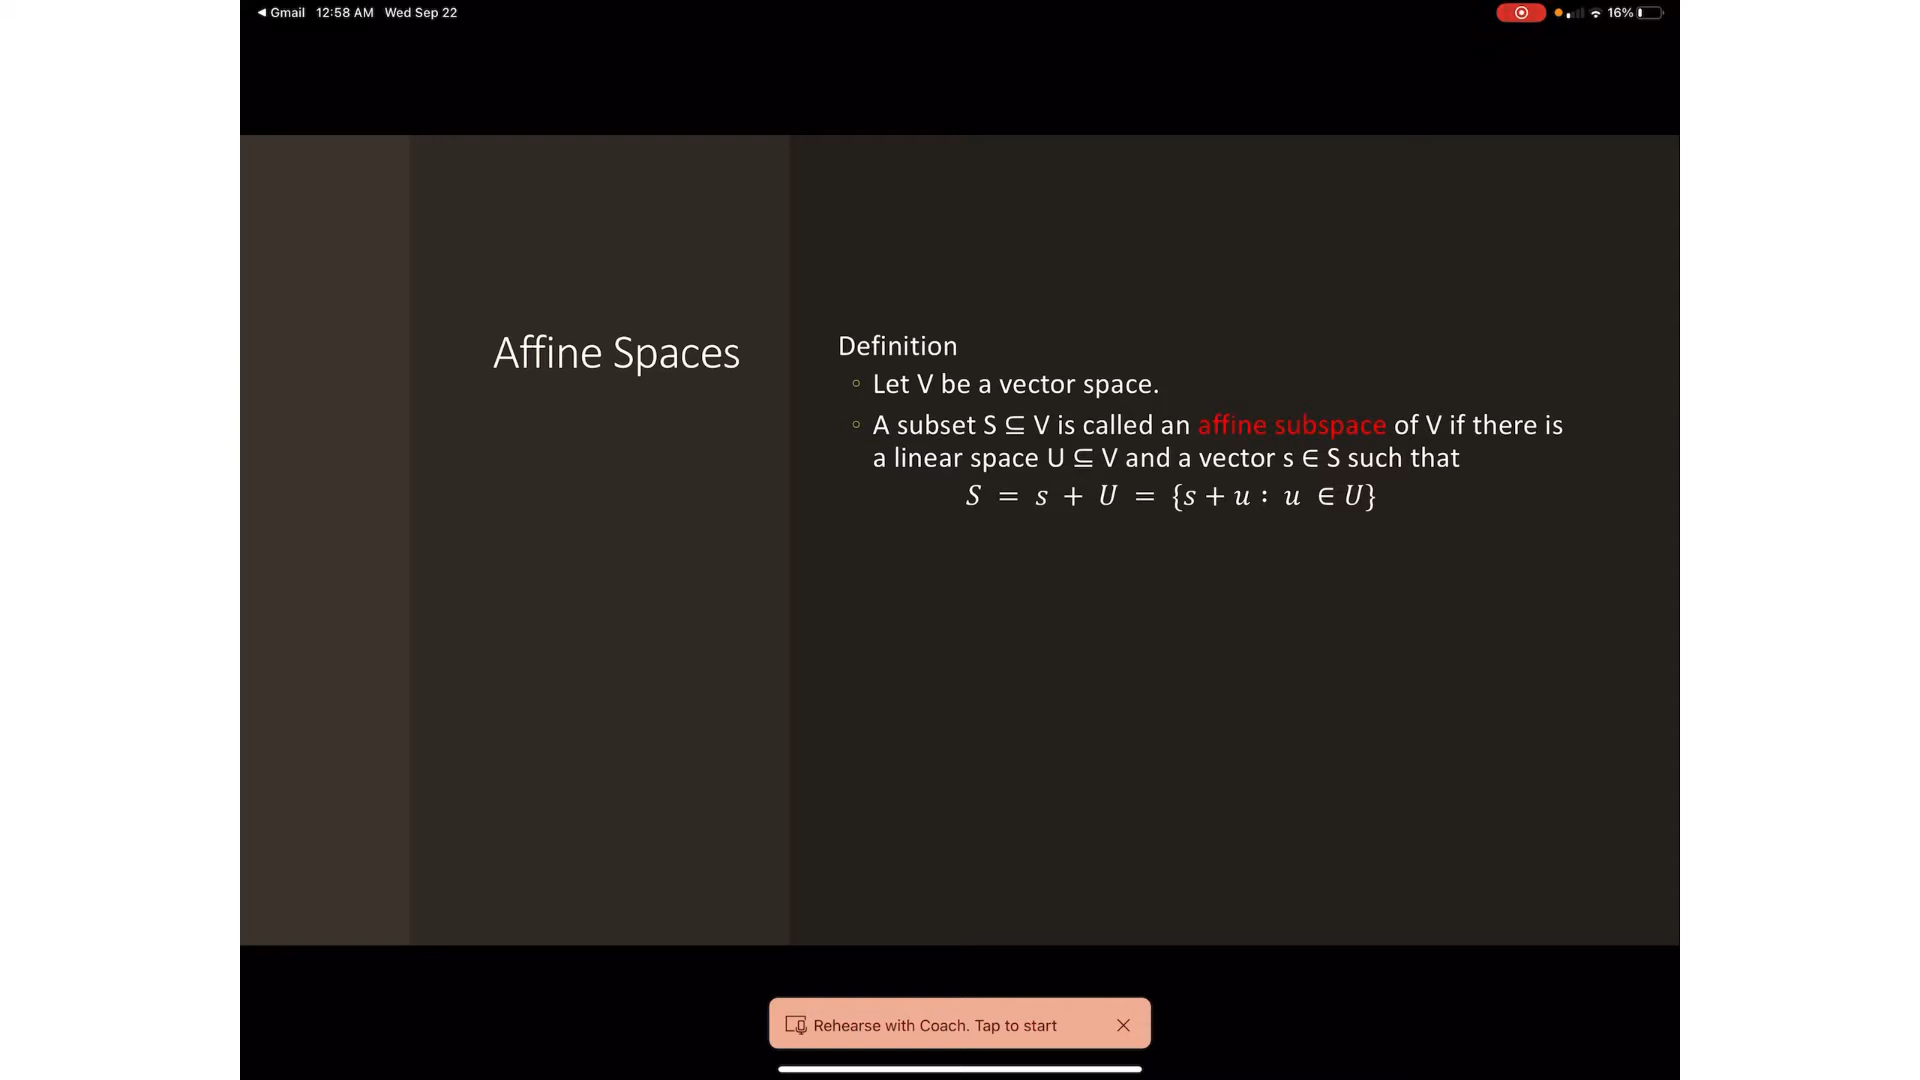 ◀ Gmail 12:58 AM Wed Sep 22 16%
Affine Spaces
Definition
◦ Let V be a vector space.
◦ A subset S ⊆ V is called an affine subspace of V if there is
a linear space U ⊆ V and a vector s ∈ S such that
S = s + U = {s + u : u ∈ U}
Rehearse with Coach. Tap to start